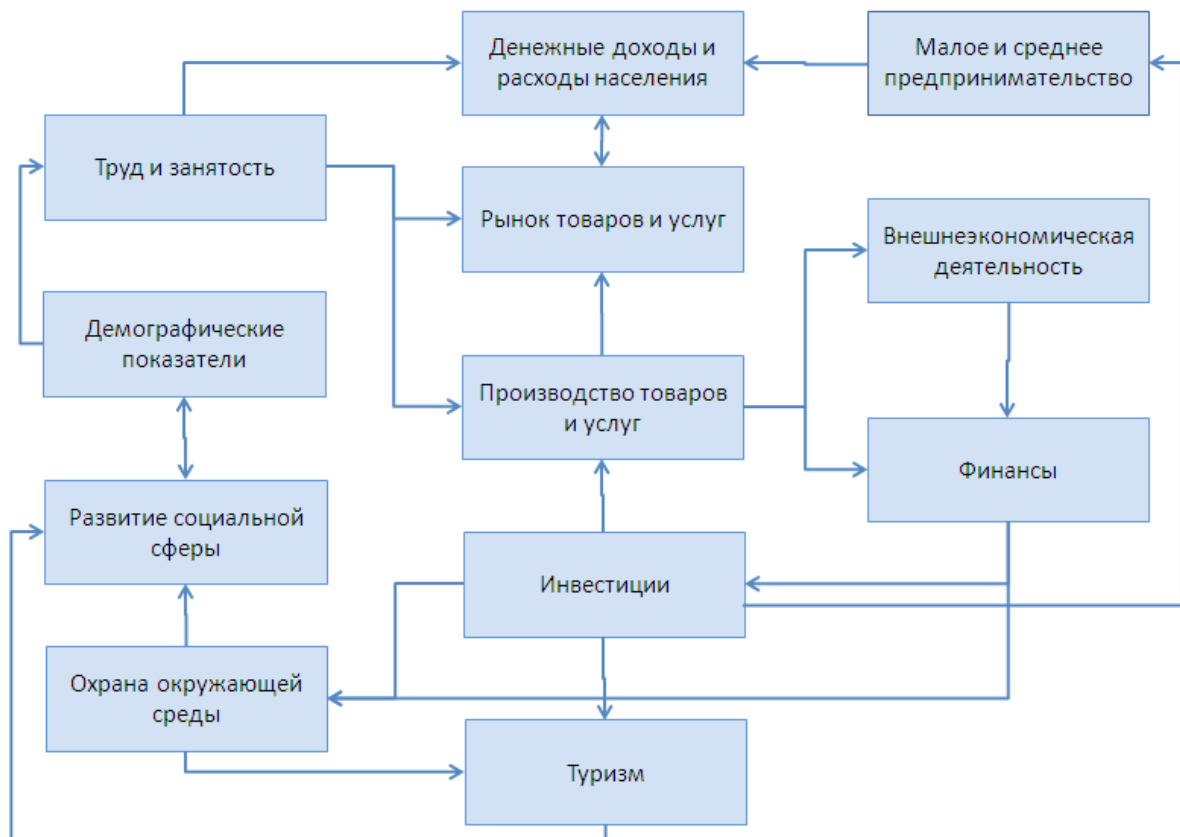 Денежные доходы и
расходы населения
Малое и среднее
предпринимательство
Труд и занятость
Рынок товаров и услуг
Внешнеэкономическая
деятельность
Демографические
показатели
Производство товаров
и услуг
Финансы
Развитие социальной
сферы
Инвестиции
Охрана окружающей
среды
Туризм